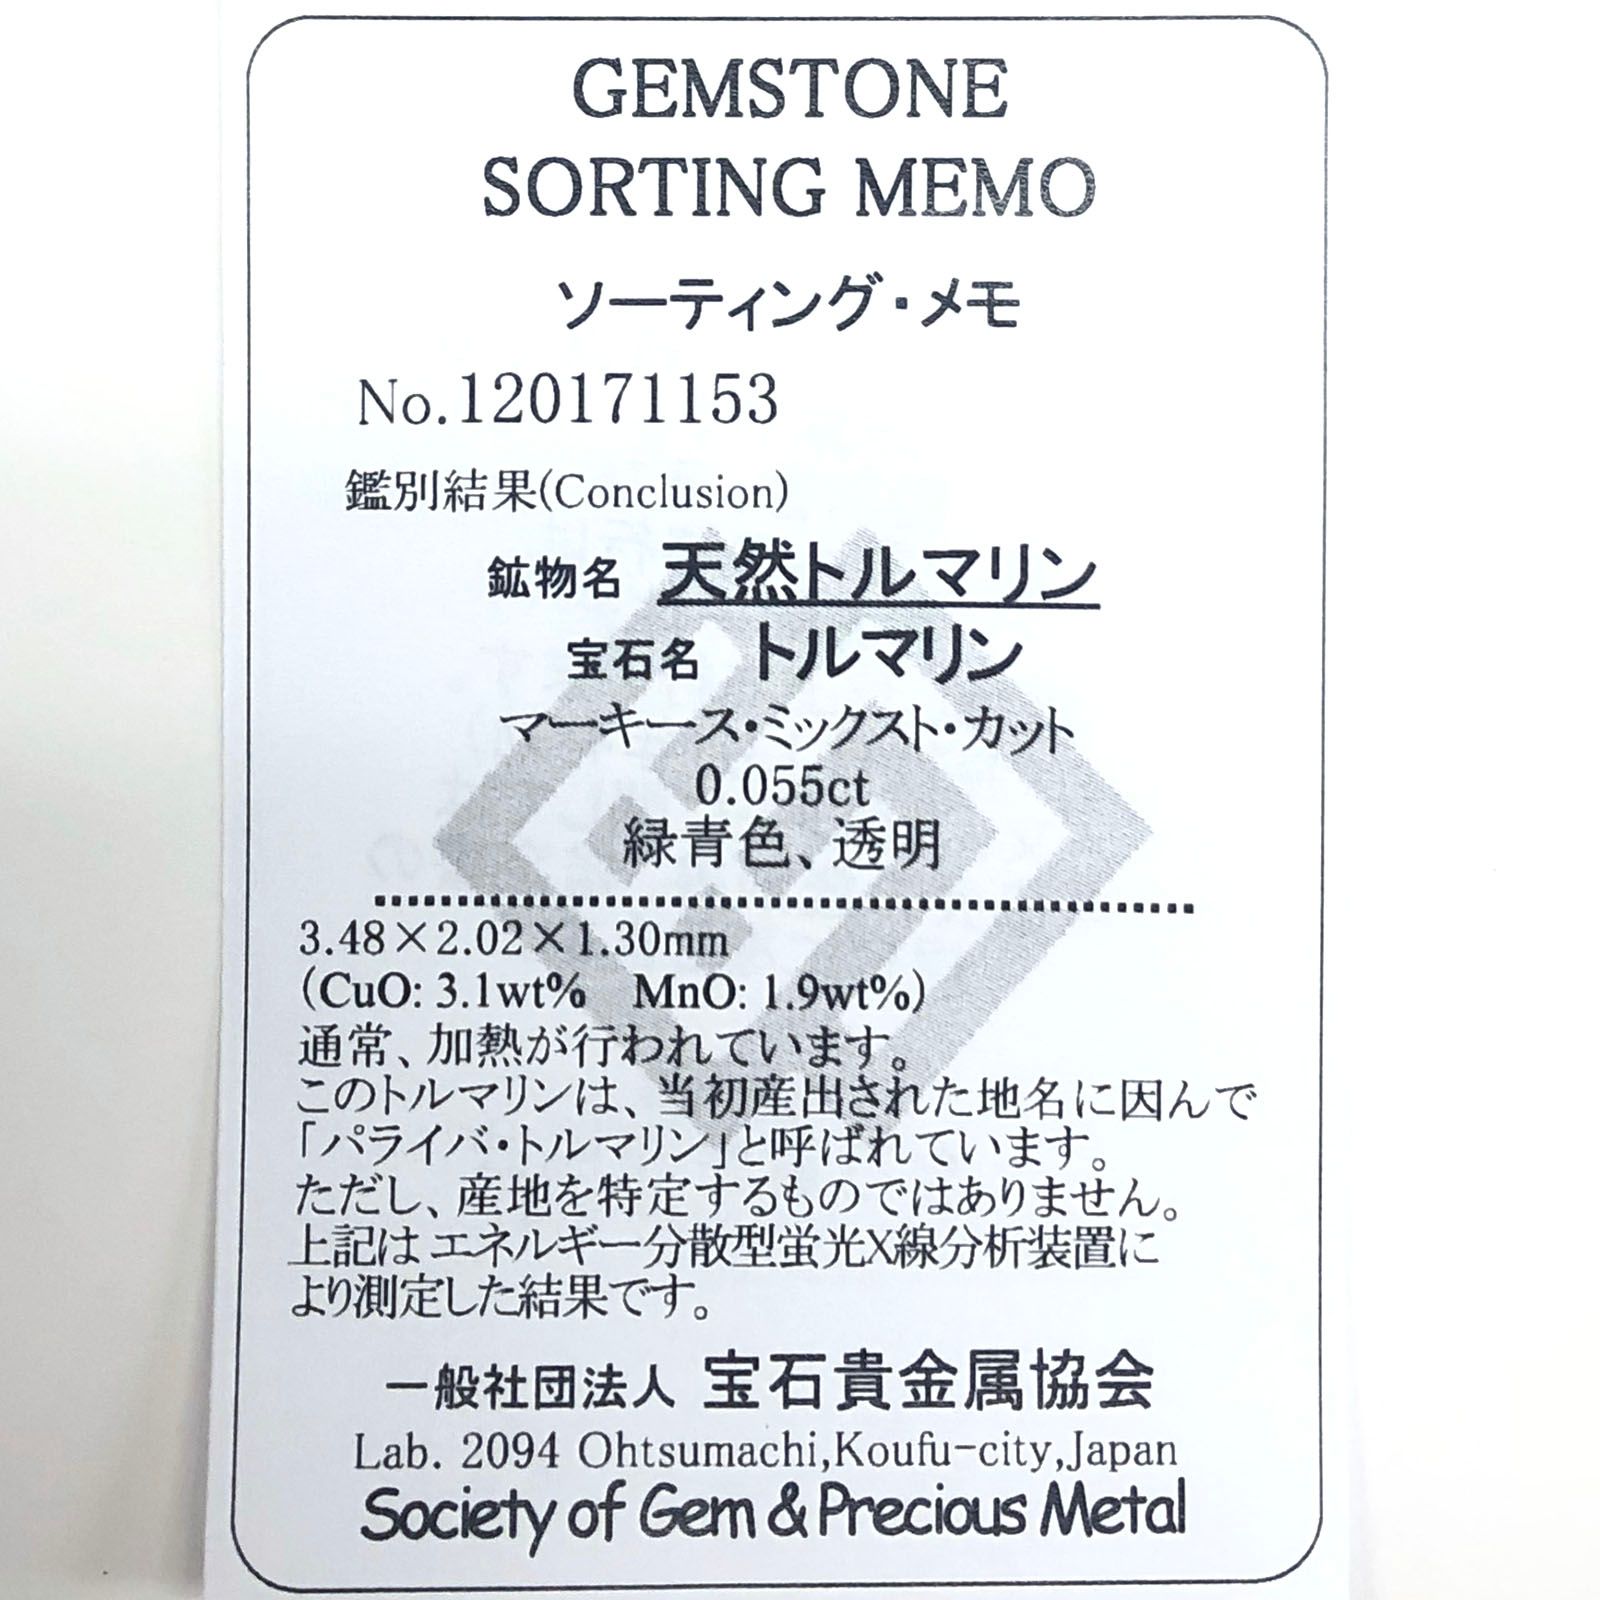 GEMSTONE
SORTING MEMO
ソーティング・メモ
No.120171153
鑑別結果(Conclusion)
鉱物名 天然トルマリン
宝石名 トルマリン
マーキース・ミックスト・カット
0.055ct
緑青色、透明
3.48×2.02×1.30mm
(CuO: 3.1wt% MnO: 1.9wt%)
通常、加熱が行われています。
このトルマリンは、当初産出された地名に因んで
「パライバ・トルマリン」と呼ばれています。
ただし、産地を特定するものではありません。
上記は エネルギー分散型蛍光X線分析装置に
より測定した結果です。
一般社団法人 宝石貴金属協会
Lab. 2094 Ohtsumachi,Koufu-city,Japan
Society of Gem & Precious Metal